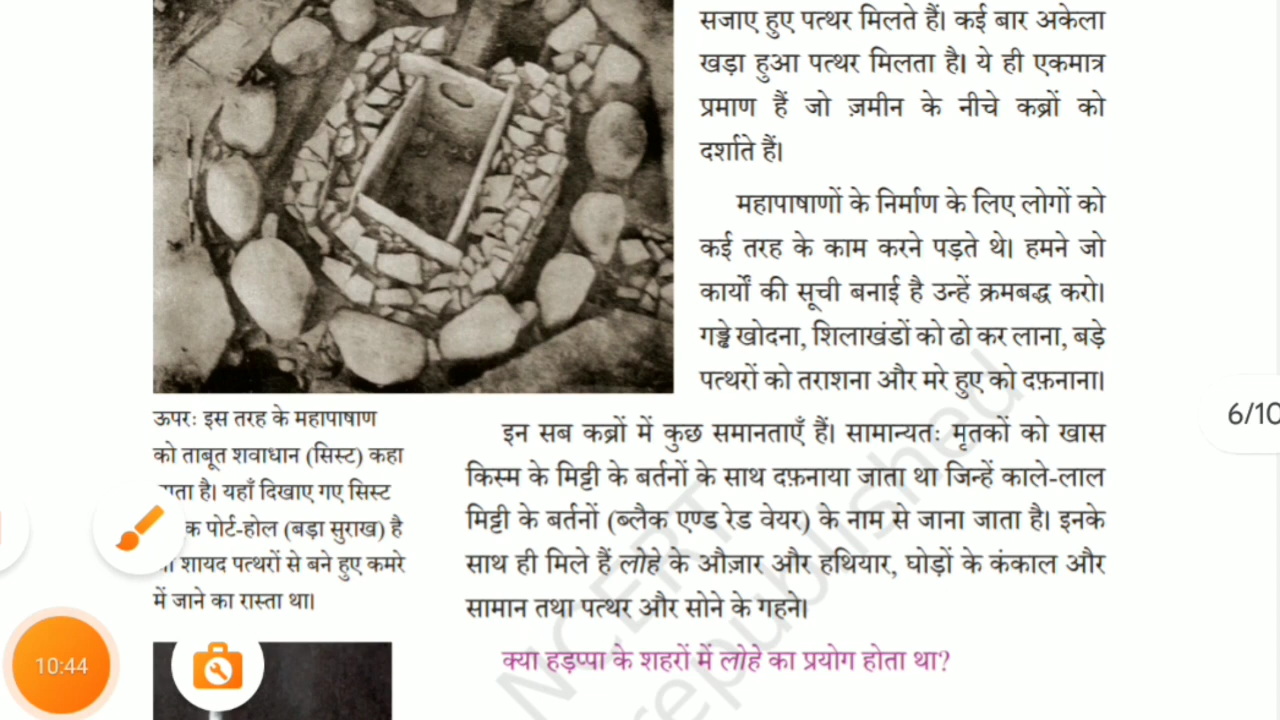 सजाए हुए पत्थर मिलते हैं। कई बार अकेला
खड़ा हुआ पत्थर मिलता है। ये ही एकमात्र
प्रमाण हैं जो ज़मीन के नीचे कब्रों को
दर्शाते हैं।
महापाषाणों के निर्माण के लिए लोगों को
कई तरह के काम करने पड़ते थे। हमने जो
कार्यों की सूची बनाई है उन्हें क्रमबद्ध करो।
गड्ढे खोदना, शिलाखंडों को ढो कर लाना, बड़े
पत्थरों को तराशना और मरे हुए को दफ़नाना।
ऊपरः इस तरह के महापाषाण
को ताबूत शवाधान (सिस्ट) कहा
है। यहाँ दिखाए गए सिस्ट
पोर्ट-होल (बड़ा सुराख) है
शायद पत्थरों से बने हुए कमरे
में जाने का रास्ता था।
इन सब कब्रों में कुछ समानताएँ हैं। सामान्यतः मृतकों को खास
किस्म के मिट्टी के बर्तनों के साथ दफ़नाया जाता था जिन्हें काले-लाल
मिट्टी के बर्तनों (ब्लैक एण्ड रेड वेयर) के नाम से जाना जाता है। इनके
साथ ही मिले हैं लोहे के औज़ार और हथियार, घोड़ों के कंकाल और
सामान तथा पत्थर और सोने के गहने।
क्या हड़प्पा के शहरों में लोहे का प्रयोग होता था?
6/10
10:44
NCERT
republished